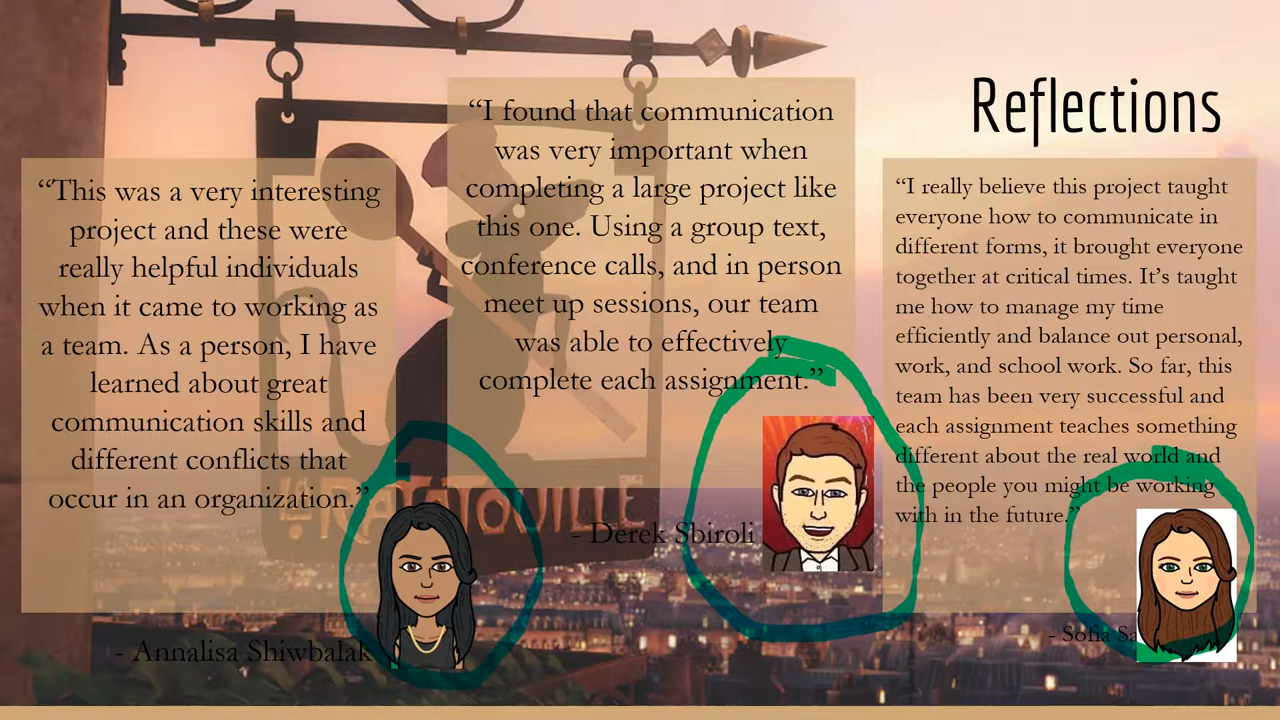 Reflections
“This was a very interesting
project and these were
really helpful individuals
when it came to working as
a team. As a person, I have
learned about great
communication skills and
different conflicts that
occur in an organization.”
- Annalisa Shiwbalak
“I found that communication
was very important when
completing a large project like
this one. Using a group text,
conference calls, and in person
meet up sessions, our team
was able to effectively
complete each assignment.”
- Derek Sbiroli
“I really believe this project taught
everyone how to communicate in
different forms, it brought everyone
together at critical times. It’s taught
me how to manage my time
efficiently and balance out personal,
work, and school work. So far, this
team has been very successful and
each assignment teaches something
different about the real world and
the people you might be working
with in the future.”
- Sofia
RATATOUILLE